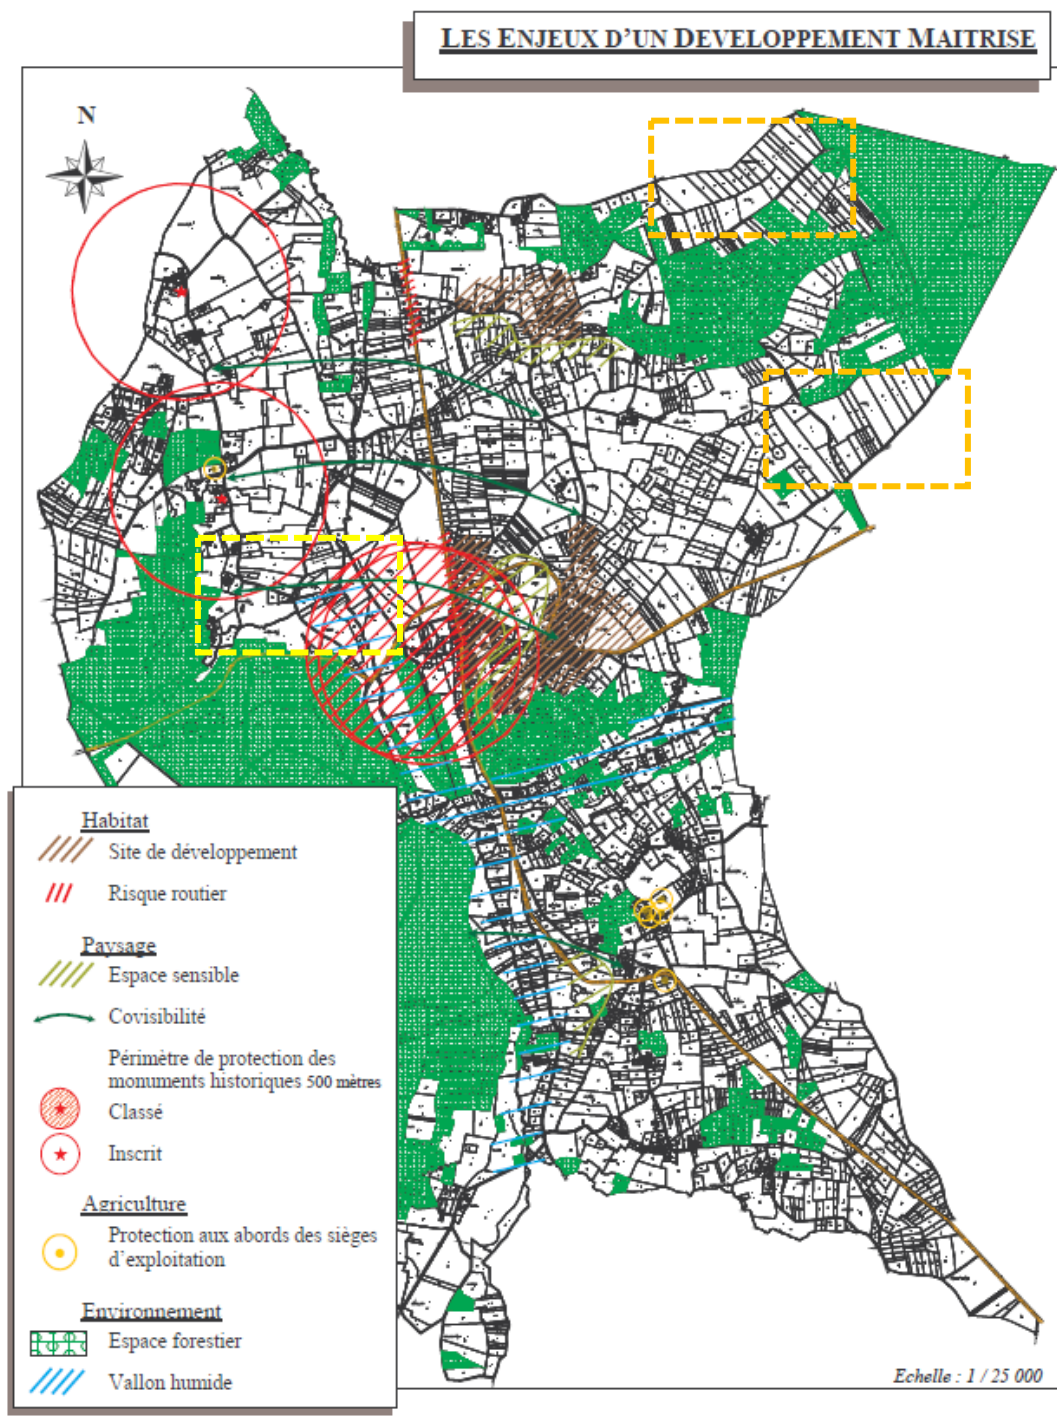 LES ENJEUX D'UN DEVELOPPEMENT MAITRISE
N
Habitat
Site de développement
Risque routier
Paysage
Espace sensible
Covisibilité
Périmètre de protection des
monuments historiques 500 mètres
Classé
Inscrit
Agriculture
Protection aux abords des sièges
d'exploitation
Environnement
Espace forestier
Vallon humide
Echelle : 1 / 25 000